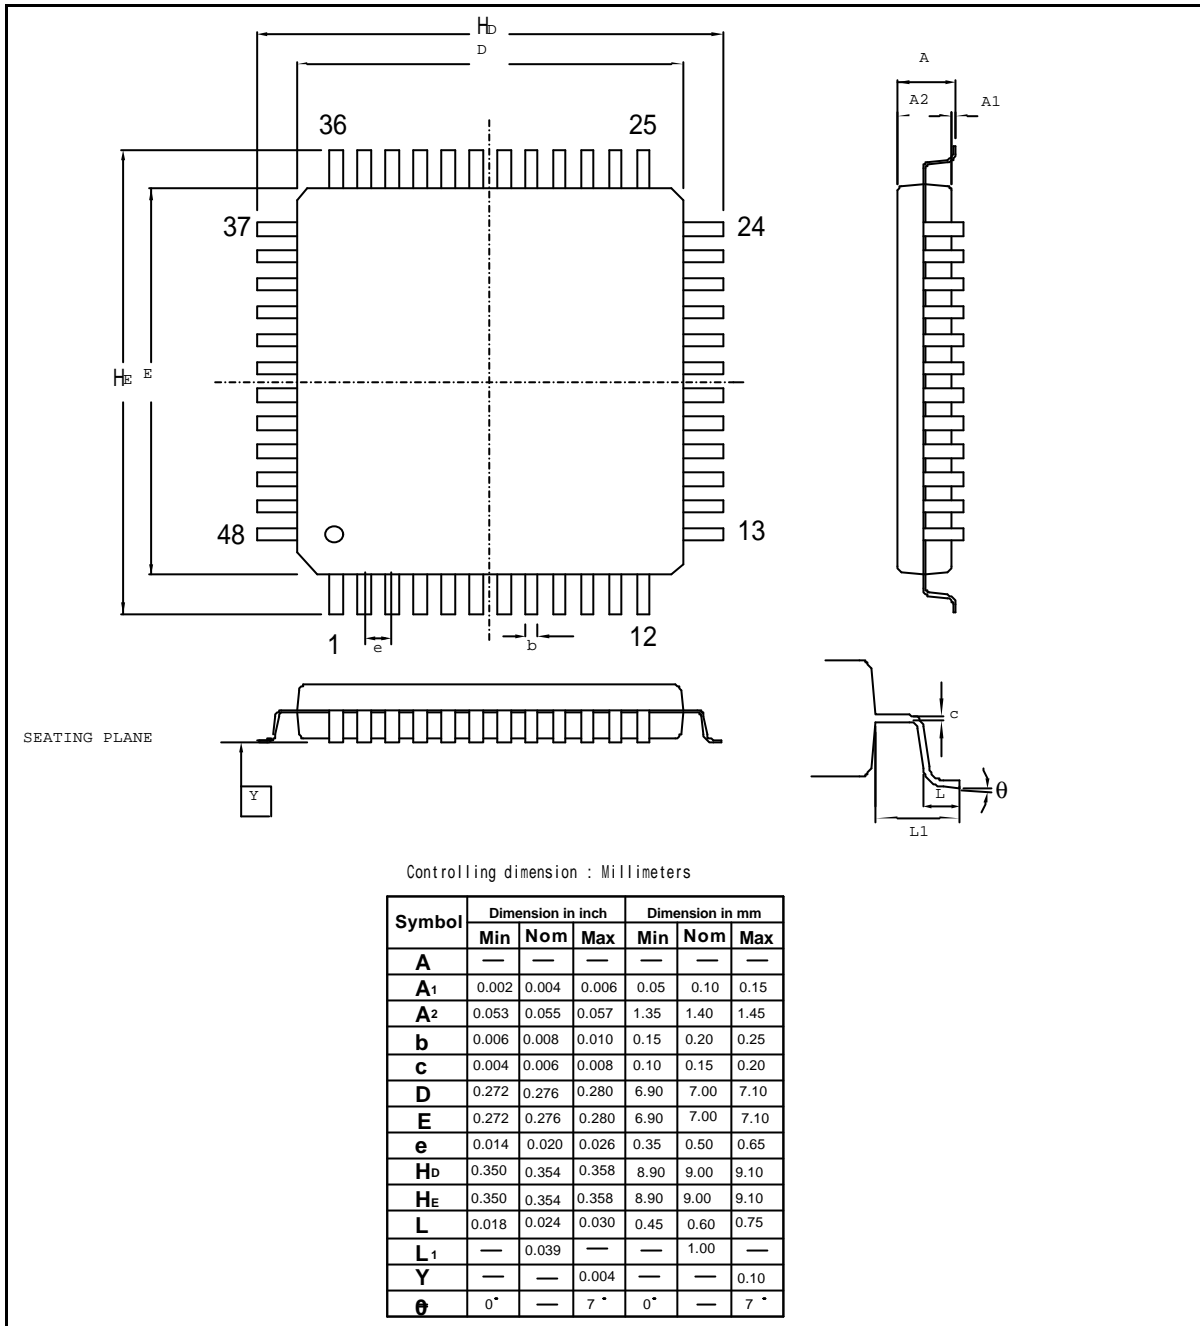 HD
D
A
A2 A1
36 25
37 24
HE E
48 13
1 e b 12
SEATING PLANE
Y
c
L θ
L1
Controlling dimension : Millimeters
Symbol Dimension in inch Dimension in mm
Min Nom Max Min Nom Max
A — — — — — —
A1 0.002 0.004 0.006 0.05 0.10 0.15
A2 0.053 0.055 0.057 1.35 1.40 1.45
b 0.006 0.008 0.010 0.15 0.20 0.25
c 0.004 0.006 0.008 0.10 0.15 0.20
D 0.272 0.276 0.280 6.90 7.00 7.10
E 0.272 0.276 0.280 6.90 7.00 7.10
e 0.014 0.020 0.026 0.35 0.50 0.65
HD 0.350 0.354 0.358 8.90 9.00 9.10
HE 0.350 0.354 0.358 8.90 9.00 9.10
L 0.018 0.024 0.030 0.45 0.60 0.75
L1 — 0.039 — — 1.00 —
Y — — 0.004 — — 0.10
θ 0° — 7° 0° — 7°